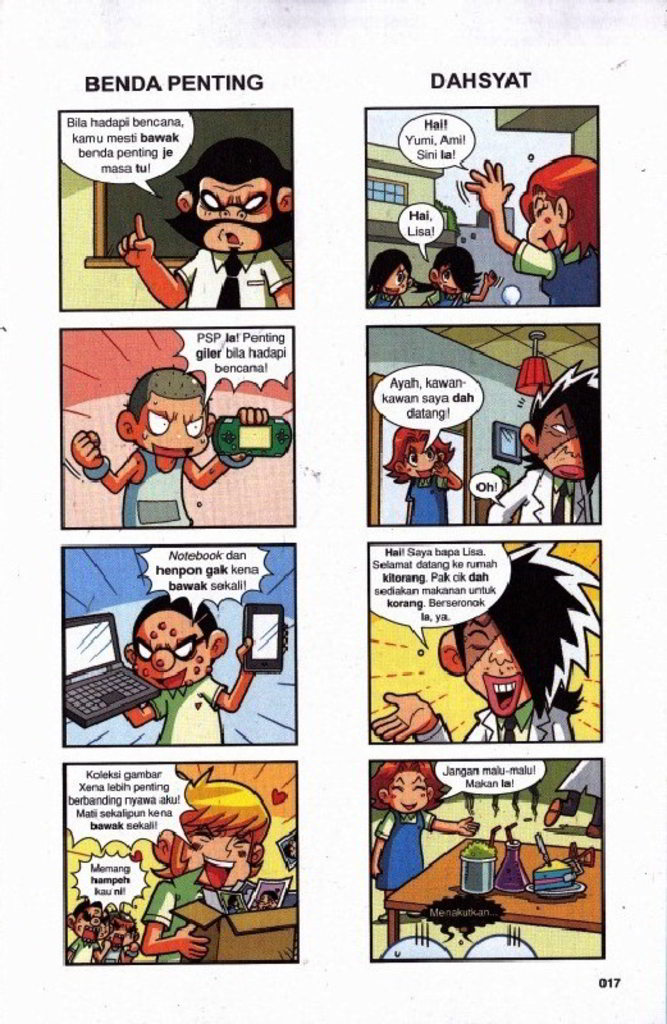 BENDA PENTING
Bila hadapi bencana,
kamu mesti bawak
benda penting je
masa tu!
PSP la! Penting
giler bila hadapi
bencana!
Notebook dan
henpon gak kena
bawak sekali!
Koleksi gambar
Xena lebih penting
berbanding nyawa aku!
Mati sekalipun kena
bawak sekali!
Memang
hampeh
kau ni!
DAHSYAT
Hai!
Yumi, Ami!
Sini la!
Hai,
Lisa!
Ayah, kawan-
kawan saya dah
datang!
Oh!
Hai! Saya bapa Lisa.
Selamat datang ke rumah
kitorang. Pak cik dah
sediakan makanan untuk
korang. Berseronok
la, ya.
Jangan malu-malu!
Makan la!
Menakutkan...
017